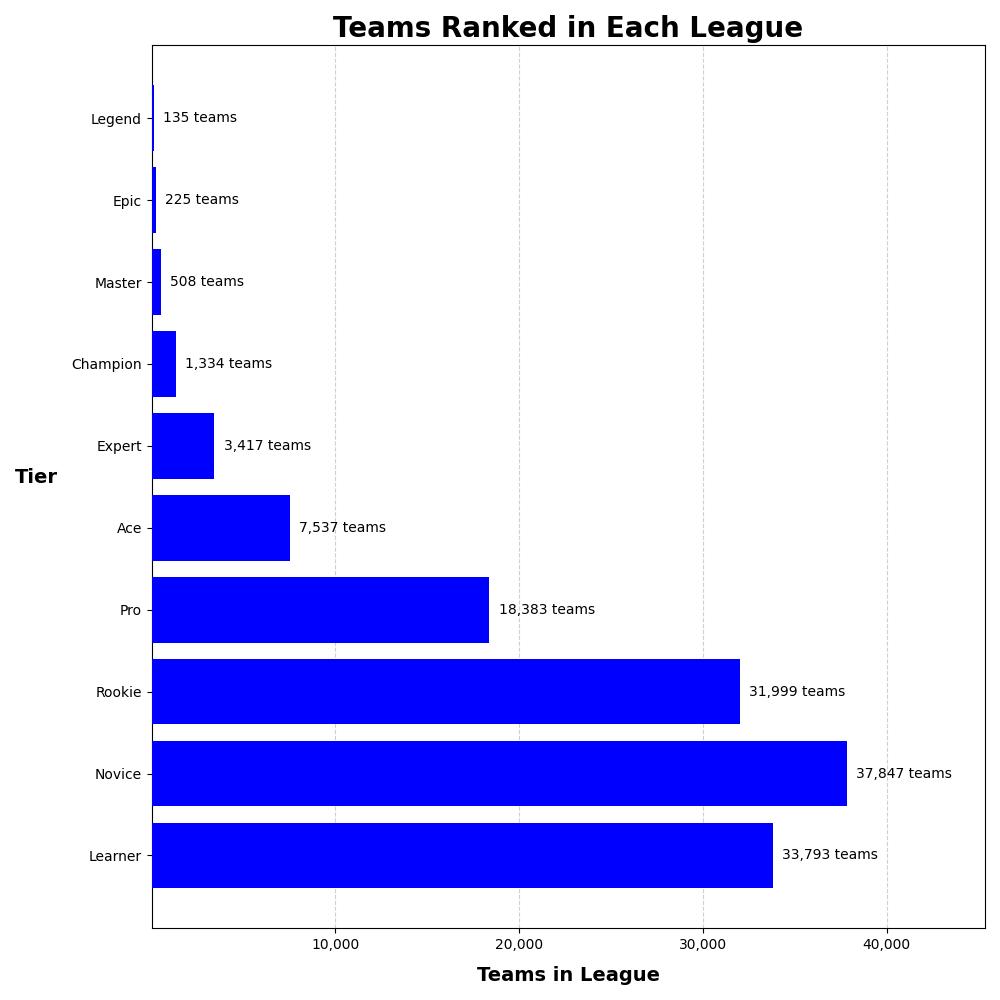 Teams Ranked in Each League
Legend 135 teams
Epic 225 teams
Master 508 teams
Champion 1,334 teams
Expert 3,417 teams
Tier
Ace 7,537 teams
Pro 18,383 teams
Rookie 31,999 teams
Novice 37,847 teams
Learner 33,793 teams
10,000 20,000 30,000 40,000
Teams in League